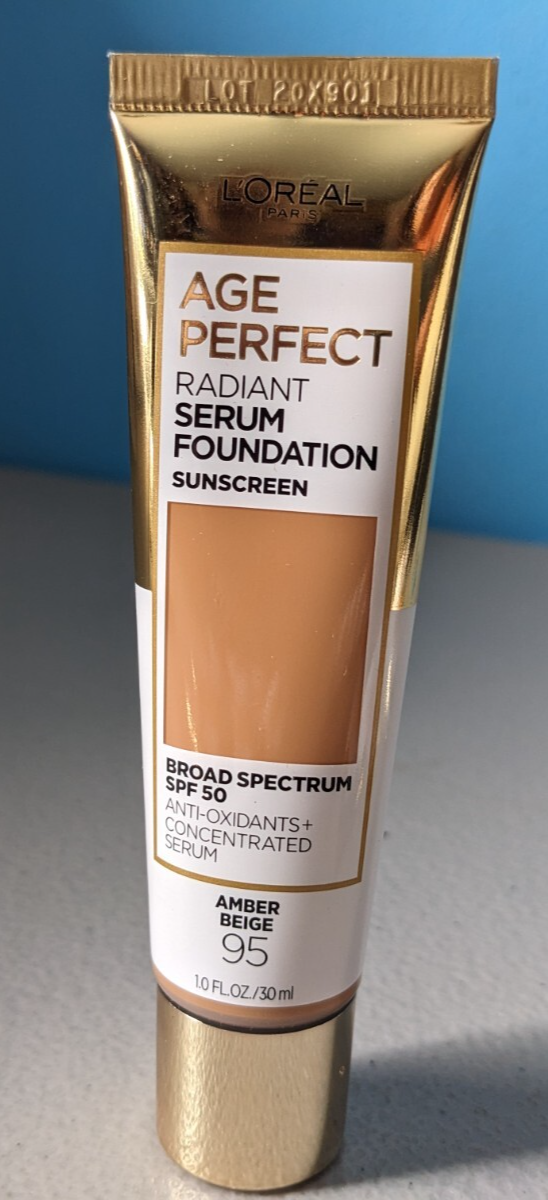 LOT 20X901
L'ORÉAL
PARIS
AGE
PERFECT
RADIANT
SERUM
FOUNDATION
SUNSCREEN
BROAD SPECTRUM
SPF 50
ANTI-OXIDANTS+
CONCENTRATED
SERUM
AMBER
BEIGE
95
1.0 FL.OZ./30 ml